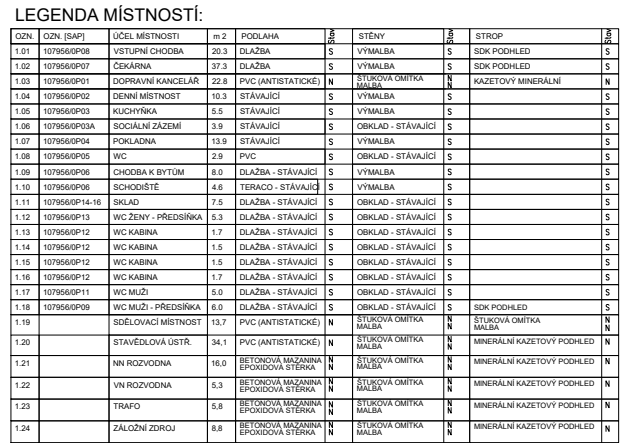 LEGENDA MÍSTNOSTÍ:
OZN. OZN. [SAP] ÚČEL MÍSTNOSTI m 2 PODLAHA Stav STĚNY Stav STROP Stav
1.01 107956/0P08 VSTUPNÍ CHODBA 20.3 DLAŽBA S VÝMALBA S SDK PODHLED S
1.02 107956/0P07 ČEKÁRNA 37.3 DLAŽBA S VÝMALBA S SDK PODHLED S
1.03 107956/0P01 DOPRAVNÍ KANCELÁŘ 22.8 PVC (ANTISTATICKÉ) N ŠTUKOVÁ OMÍTKA N KAZETOVÝ MINERÁLNÍ N
MALBA N
1.04 107956/0P02 DENNÍ MÍSTNOST 10.3 STÁVAJÍCÍ S VÝMALBA S S
1.05 107956/0P03 KUCHYŇKA 5.5 STÁVAJÍCÍ S VÝMALBA S S
1.06 107956/0P03A SOCIÁLNÍ ZÁZEMÍ 3.9 STÁVAJÍCÍ S OBKLAD - STÁVAJÍCÍ S S
1.07 107956/0P04 POKLADNA 13.9 STÁVAJÍCÍ S VÝMALBA S S
1.08 107956/0P05 WC 2.9 PVC S OBKLAD - STÁVAJÍCÍ S S
1.09 107956/0P06 CHODBA K BYTŮM 8.0 DLAŽBA - STÁVAJÍCÍ S VÝMALBA S S
1.10 107956/0P06 SCHODIŠTĚ 4.6 TERACO - STÁVAJÍCÍ S VÝMALBA S S
1.11 107956/0P14-16 SKLAD 7.5 DLAŽBA - STÁVAJÍCÍ S OBKLAD - STÁVAJÍCÍ S S
1.12 107956/0P13 WC ŽENY - PŘEDSÍŇKA 5.3 DLAŽBA - STÁVAJÍCÍ S OBKLAD - STÁVAJÍCÍ S S
1.13 107956/0P12 WC KABINA 1.7 DLAŽBA - STÁVAJÍCÍ S OBKLAD - STÁVAJÍCÍ S S
1.14 107956/0P12 WC KABINA 1.5 DLAŽBA - STÁVAJÍCÍ S OBKLAD - STÁVAJÍCÍ S S
1.15 107956/0P12 WC KABINA 1.5 DLAŽBA - STÁVAJÍCÍ S OBKLAD - STÁVAJÍCÍ S S
1.16 107956/0P12 WC KABINA 1.7 DLAŽBA - STÁVAJÍCÍ S OBKLAD - STÁVAJÍCÍ S S
1.17 107956/0P11 WC MUŽI 5.0 DLAŽBA - STÁVAJÍCÍ S OBKLAD - STÁVAJÍCÍ S S
1.18 107956/0P09 WC MUŽI - PŘEDSÍŇKA 6.0 DLAŽBA - STÁVAJÍCÍ S OBKLAD - STÁVAJÍCÍ S SDK PODHLED S
1.19 SDĚLOVACÍ MÍSTNOST 13,7 PVC (ANTISTATICKÉ) N ŠTUKOVÁ OMÍTKA N ŠTUKOVÁ OMÍTKA N
MALBA N MALBA N
1.20 STAVĚDLOVÁ ÚSTŘ. 34,1 PVC (ANTISTATICKÉ) N ŠTUKOVÁ OMÍTKA N MINERÁLNÍ KAZETOVÝ PODHLED N
MALBA N
1.21 NN ROZVODNA 16,0 BETONOVÁ MAZANINA N ŠTUKOVÁ OMÍTKA N MINERÁLNÍ KAZETOVÝ PODHLED N
EPOXIDOVÁ STĚRKA N MALBA N
1.22 VN ROZVODNA 5,3 BETONOVÁ MAZANINA N ŠTUKOVÁ OMÍTKA N MINERÁLNÍ KAZETOVÝ PODHLED N
EPOXIDOVÁ STĚRKA N MALBA N
1.23 TRAFO 5,8 BETONOVÁ MAZANINA N ŠTUKOVÁ OMÍTKA N MINERÁLNÍ KAZETOVÝ PODHLED N
EPOXIDOVÁ STĚRKA N MALBA N
1.24 ZÁLOŽNÍ ZDROJ 8,8 BETONOVÁ MAZANINA N ŠTUKOVÁ OMÍTKA N MINERÁLNÍ KAZETOVÝ PODHLED N
EPOXIDOVÁ STĚRKA N MALBA N